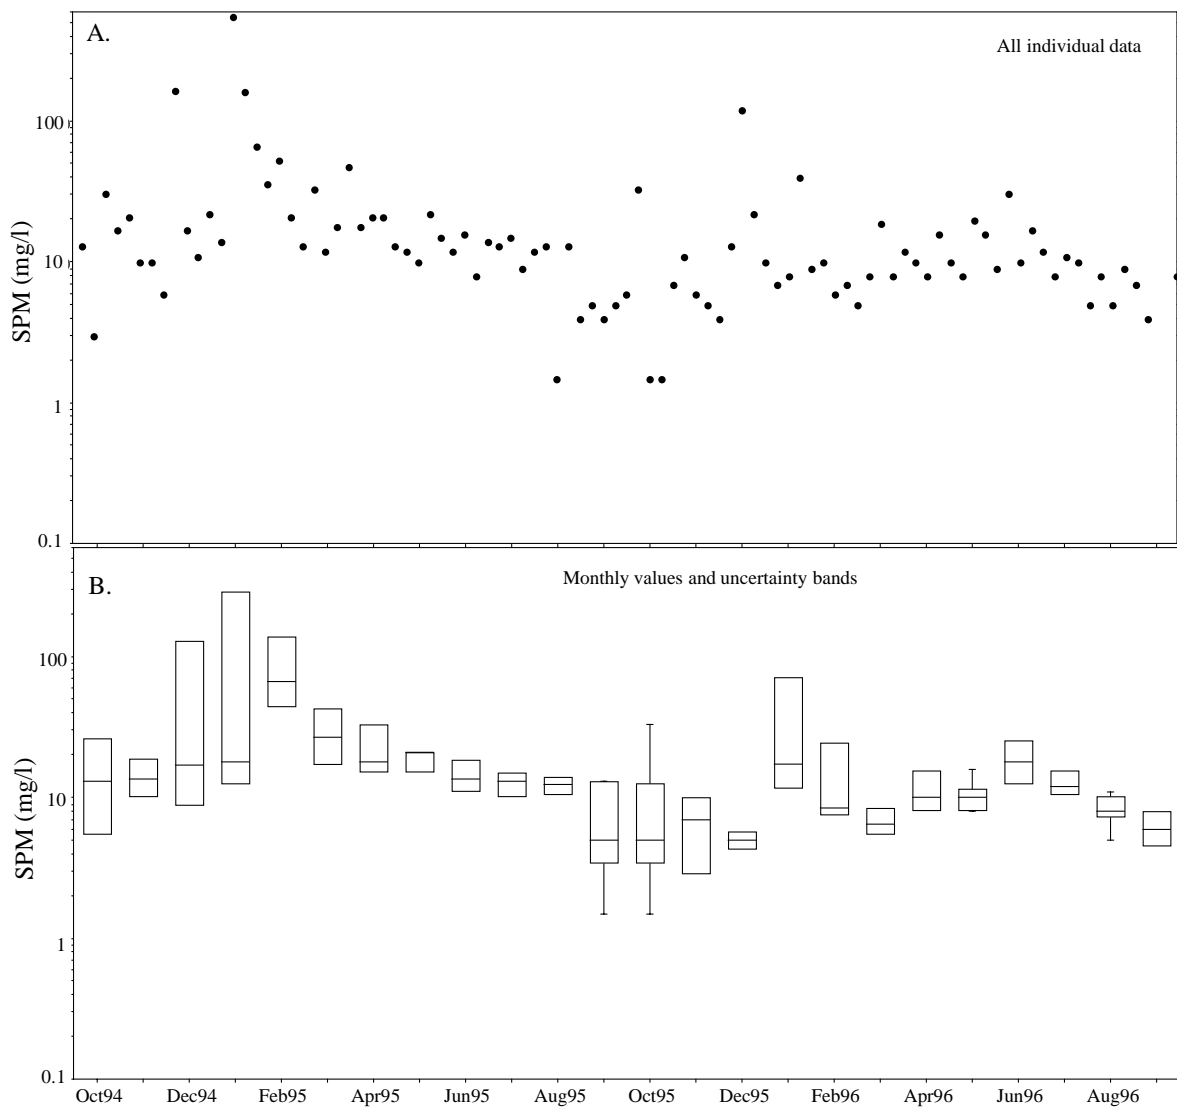 A.
All individual data
100
10
1
0.1
SPM (mg/l)
B.
Monthly values and uncertainty bands
100
10
1
0.1
SPM (mg/l)
Oct94 Dec94 Feb95 Apr95 Jun95 Aug95 Oct95 Dec95 Feb96 Apr96 Jun96 Aug96